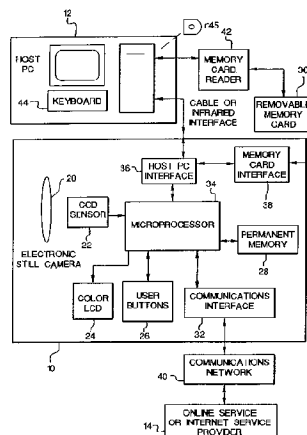 12
45
HOST PC
42
MEMORY CARD READER
44
KEYBOARD
30
REMOVABLE MEMORY CARD
CABLE OR INFRARED INTERFACE
20
36
HOST PC INTERFACE
MEMORY CARD INTERFACE
38
34
CCD SENSOR
22
MICROPROCESSOR
ELECTRONIC STILL CAMERA
PERMANENT MEMORY
28
COLOR LCD
24
USER BUTTONS
26
COMMUNICATIONS INTERFACE
32
10
COMMUNICATIONS NETWORK
40
14
ONLINE SERVICE OR INTERNET SERVICE PROVIDER